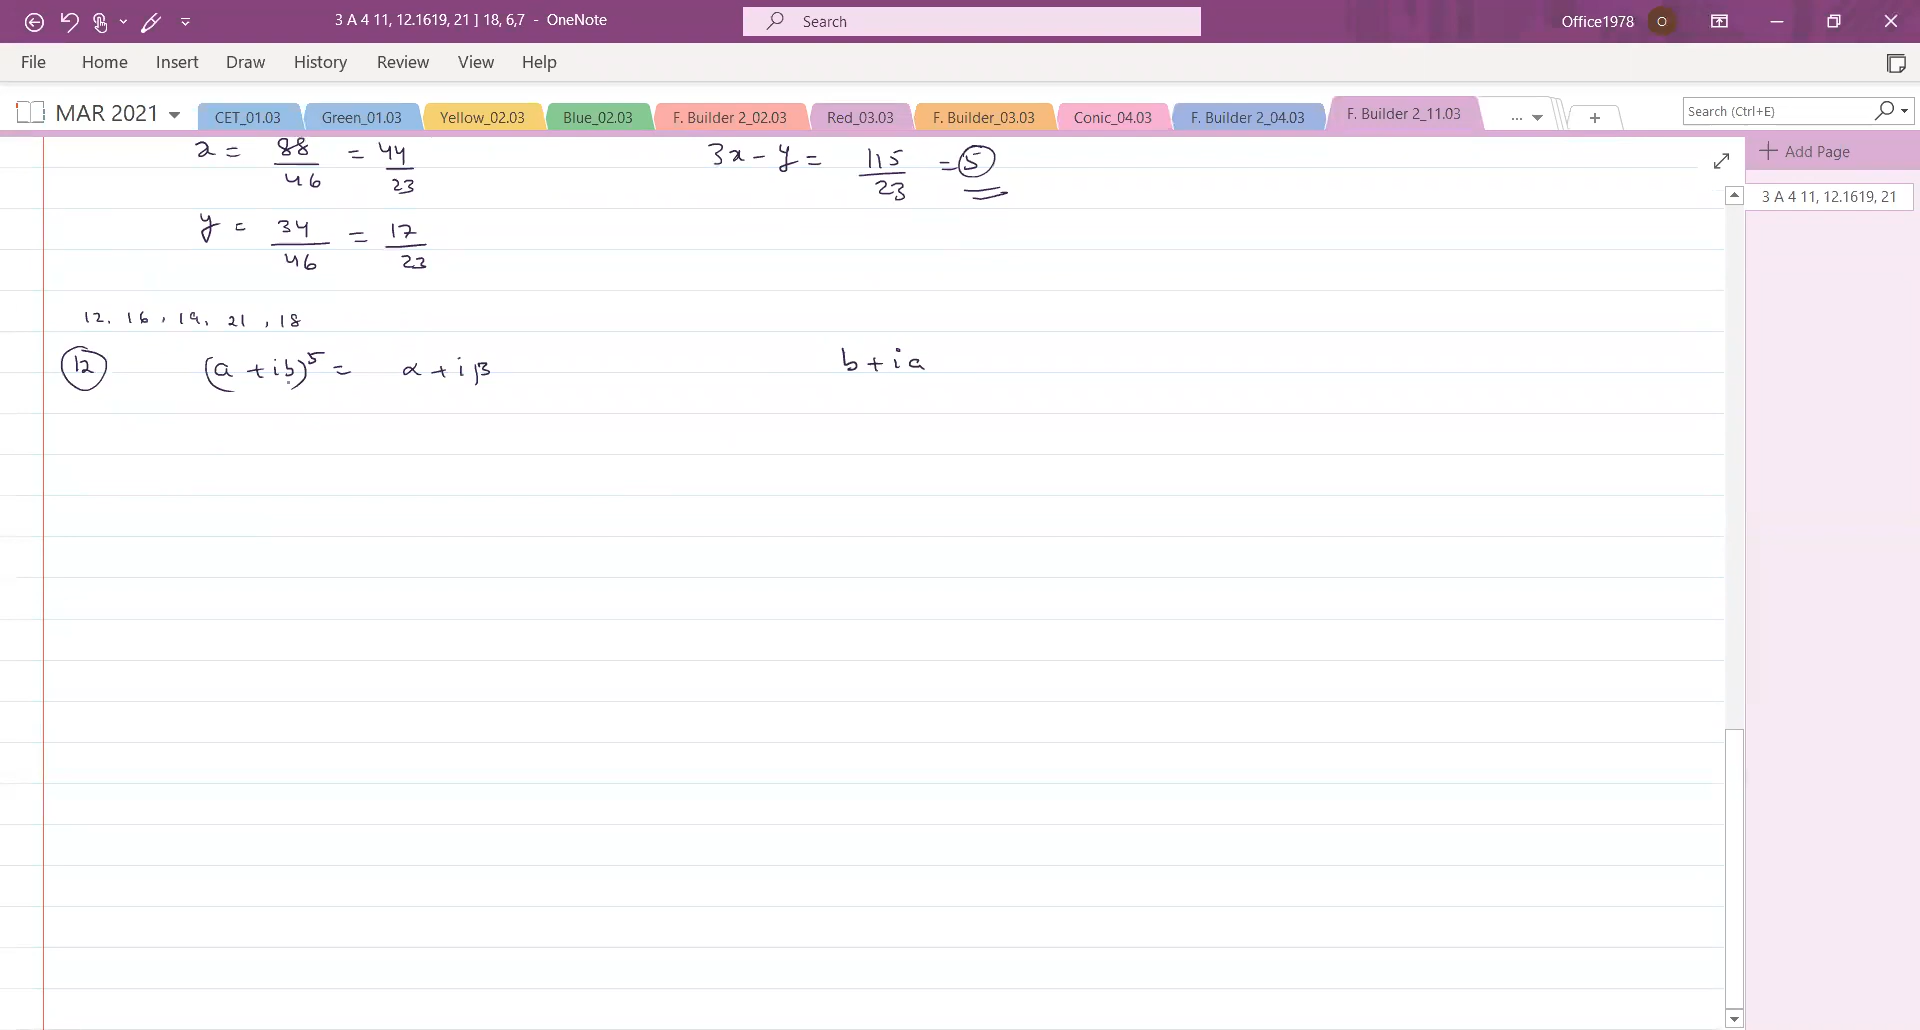 3 A 4 11, 12.1619, 21 ] 18, 6,7 - OneNote
Search
Office1978
O
File Home Insert Draw History Review View Help
MAR 2021
CET_01.03 Green_01.03 Yellow_02.03 Blue_02.03 F. Builder 2_02.03 Red_03.03 F. Builder_03.03 Conic_04.03 F. Builder 2_04.03 F. Builder 2_11.03 ... +
Search (Ctrl+E)
Add Page
3 A 4 11, 12.1619, 21
x = 88/46 = 44/23
3x - y = 115/23 = 5
y = 34/46 = 17/23
12, 16, 19, 21, 18
12 (a + ib)⁵ = α + iβ
b + ia